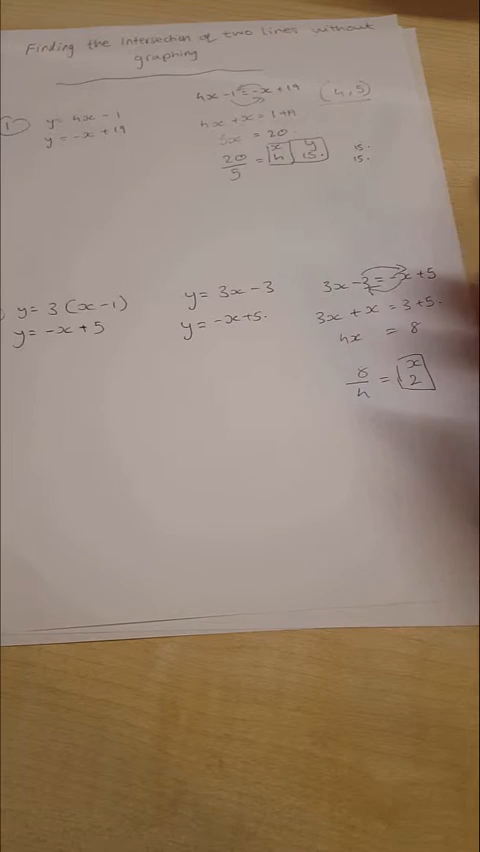 Finding the intersection of two lines without
graphing
1
y = 4x - 1
y = -x + 19
4x - 1 = -x + 19
4x + x = 1 + 19
5x = 20
20/5 = x 4 y 15.
(4, 5)
15.
15.
y = 3(x-1)
y = -x + 5
y = 3x - 3
y = -x + 5.
3x - 3 = -x + 5
3x + x = 3 + 5.
4x = 8
8/4 = x 2